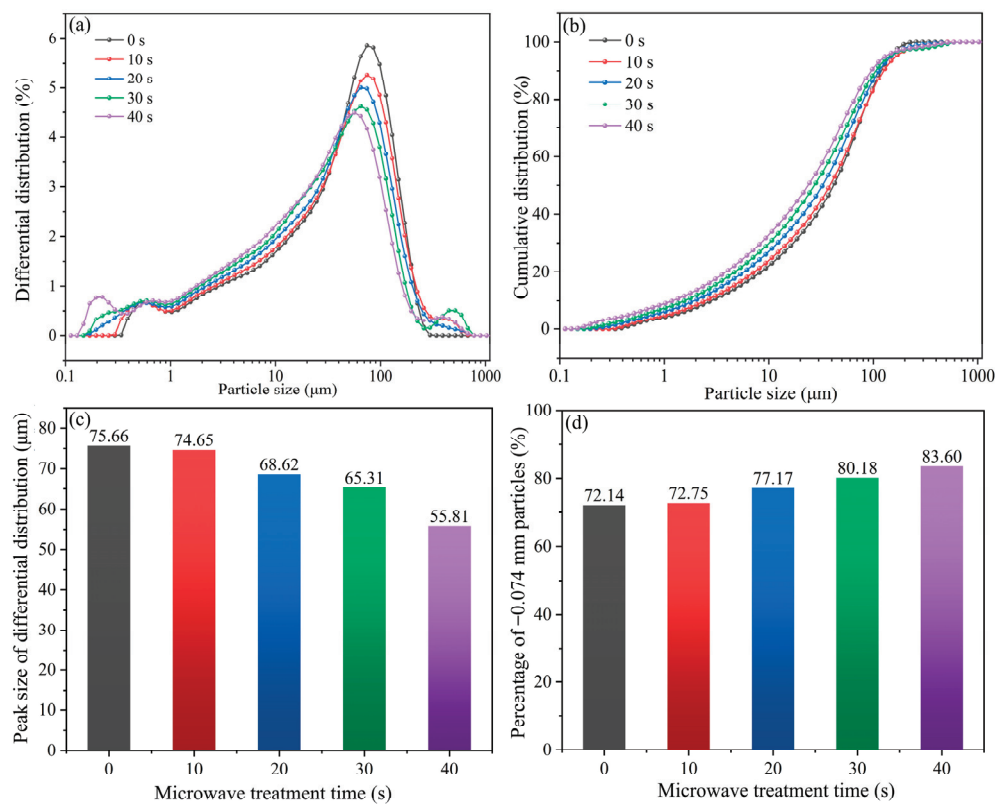 (a)
0 s
10 s
20 s
30 s
40 s
Differential distribution (%)
6
5
4
3
2
1
0
0.1 1 10 100 1000
Particle size (μm)
(b)
0 s
10 s
20 s
30 s
40 s
Cumulative distribution (%)
100
80
60
40
20
0
0.1 1 10 100 1000
Particle size (μm)
(c)
Peak size of differential distribution (μm)
80
70
60
50
40
30
20
10
0
75.66
74.65
68.62
65.31
55.81
0 10 20 30 40
Microwave treatment time (s)
(d)
Percentage of −0.074 mm particles (%)
100
80
60
40
20
0
72.14
72.75
77.17
80.18
83.60
0 10 20 30 40
Microwave treatment time (s)